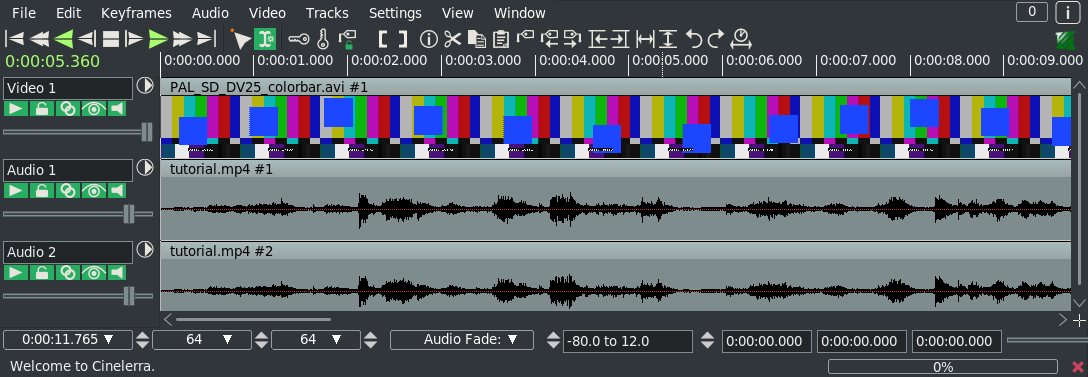 File Edit Keyframes Audio Video Tracks Settings View Window 0 i
0:00:05.360 0:00:00.000 0:00:01.000 0:00:02.000 0:00:03.000 0:00:04.000 0:00:05.000 0:00:06.000 0:00:07.000 0:00:08.000 0:00:09.000
Video 1
PAL_SD_DV25_colorbar.avi #1
Audio 1
tutorial.mp4 #1
Audio 2
tutorial.mp4 #2
0:00:11.765 64 64 Audio Fade: -80.0 to 12.0 0:00:00.000 0:00:00.000 0:00:00.000
Welcome to Cinelerra. 0%